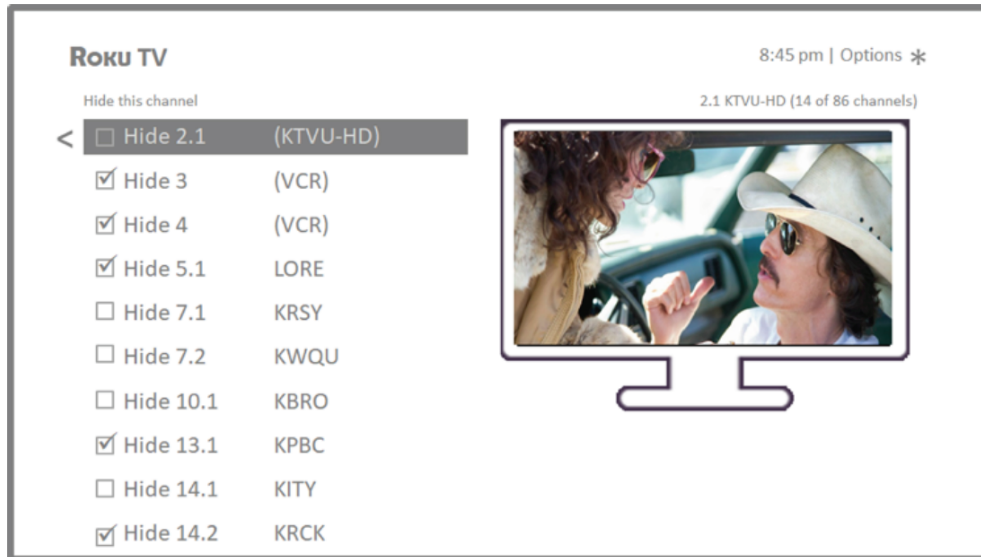 ROKU TV
8:45 pm | Options *
Hide this channel
2.1 KTVU-HD (14 of 86 channels)
< Hide 2.1 (KTVU-HD)
Hide 3 (VCR)
Hide 4 (VCR)
Hide 5.1 LORE
Hide 7.1 KRSY
Hide 7.2 KWQU
Hide 10.1 KBRO
Hide 13.1 KPBC
Hide 14.1 KITY
Hide 14.2 KRCK